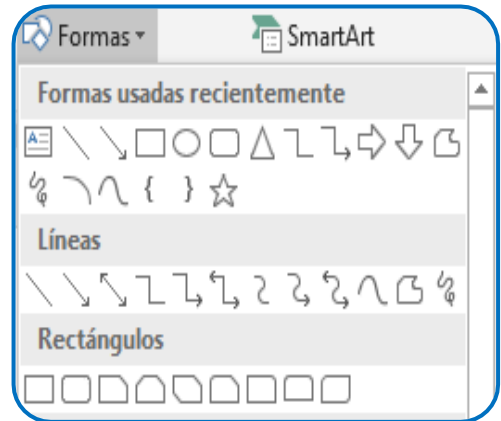 Formas SmartArt
Formas usadas recientemente
Líneas
Rectángulos